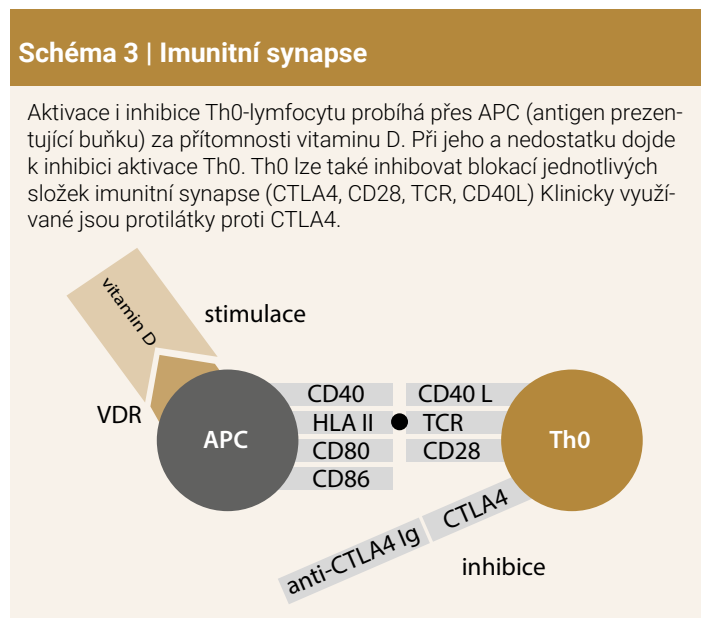 Schéma 3 | Imunitní synapse
Aktivace i inhibice Th0-lymfocytu probíhá přes APC (antigen prezen-
tující buňku) za přítomnosti vitaminu D. Při jeho a nedostatku dojde
k inhibici aktivace Th0. Th0 lze také inhibovat blokací jednotlivých
složek imunitní synapse (CTLA4, CD28, TCR, CD40L) Klinicky využí-
vané jsou protilátky proti CTLA4.
vitamin D
stimulace
VDR
APC
CD40
HLA II
CD80
CD86
CD40 L
TCR
CD28
Th0
CTLA4
anti-CTLA4 Ig
inhibice